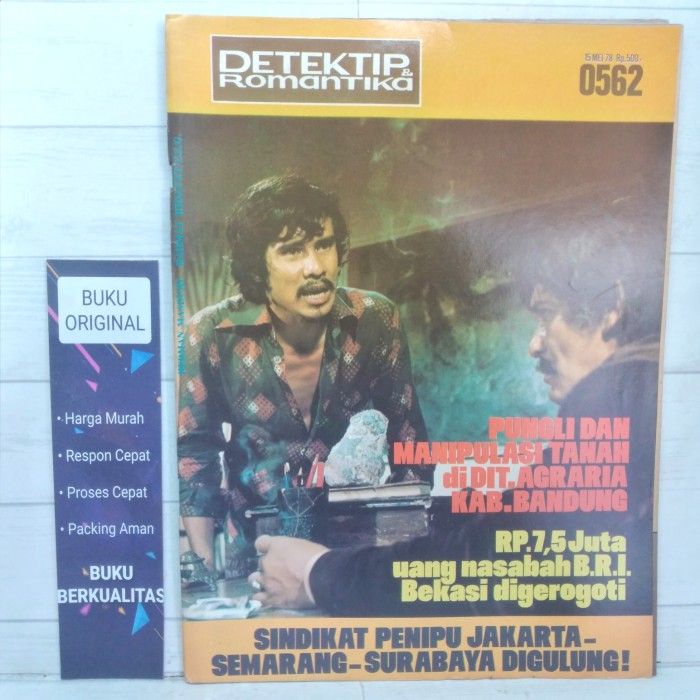 DETEKTIP
& Romantika
15 MEI 78 Rp. 500.-
0562
BUKU
ORIGINAL
• Harga Murah
• Respon Cepat
• Proses Cepat
• Packing Aman
BUKU
BERKUALITAS
PUNGLI DAN
MANIPULASI TANAH
di DIT. AGRARIA
KAB. BANDUNG
RP. 7,5 Juta
uang nasabah B.R.I.
Bekasi digerogoti
SINDIKAT PENIPU JAKARTA –
SEMARANG – SURABAYA DIGULUNG!